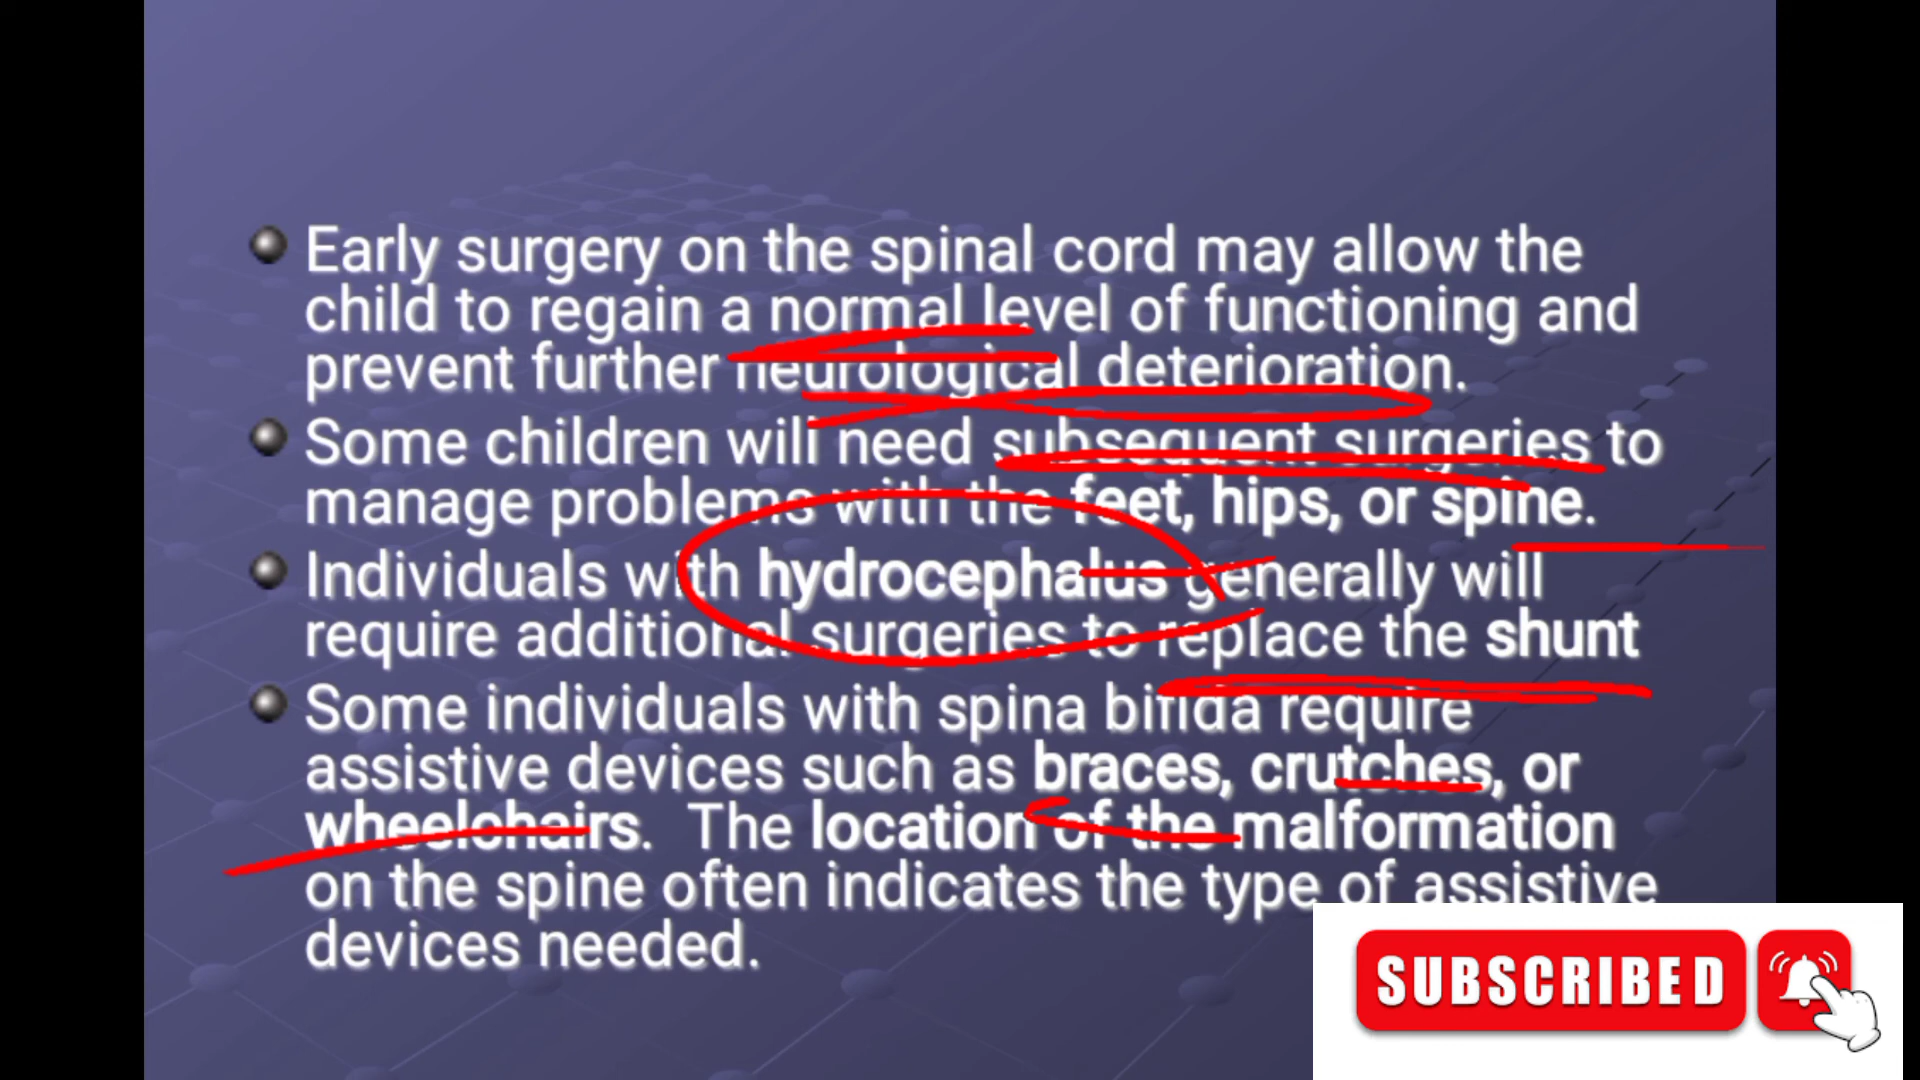 Early surgery on the spinal cord may allow the
child to regain a normal level of functioning and
prevent further neurological deterioration.
Some children will need subsequent surgeries to
manage problems with the feet, hips, or spine.
Individuals with hydrocephalus generally will
require additional surgeries to replace the shunt
Some individuals with spina bifida require
assistive devices such as braces, crutches, or
wheelchairs. The location of the malformation
on the spine often indicates the type of assistive
devices needed.
SUBSCRIBED